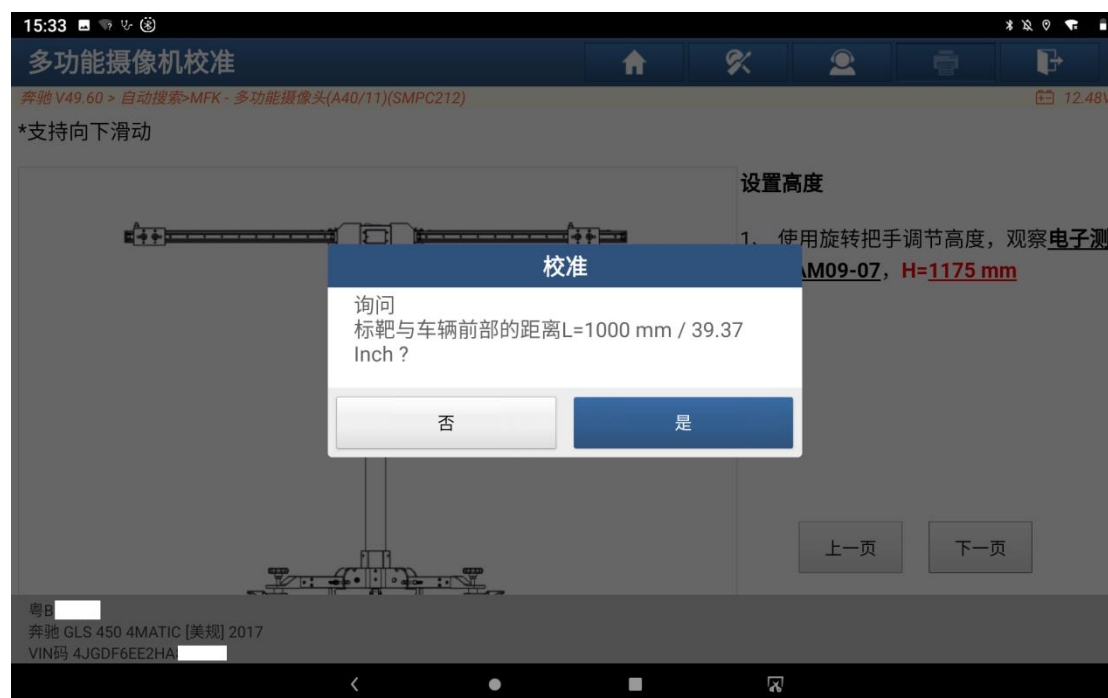 15:33
多功能摄像机校准
奔驰 V49.60 > 自动搜索>MFK - 多功能摄像头(A40/11)(SMPC212)
12.48V
*支持向下滑动
设置高度
1、 使用旋转把手调节高度，观察电子测
AM09-07，H=1175 mm
校准
询问
标靶与车辆前部的距离L=1000 mm / 39.37
Inch ?
否
是
上一页
下一页
粤B
奔驰 GLS 450 4MATIC [美规] 2017
VIN码 4JGDF6EE2HA